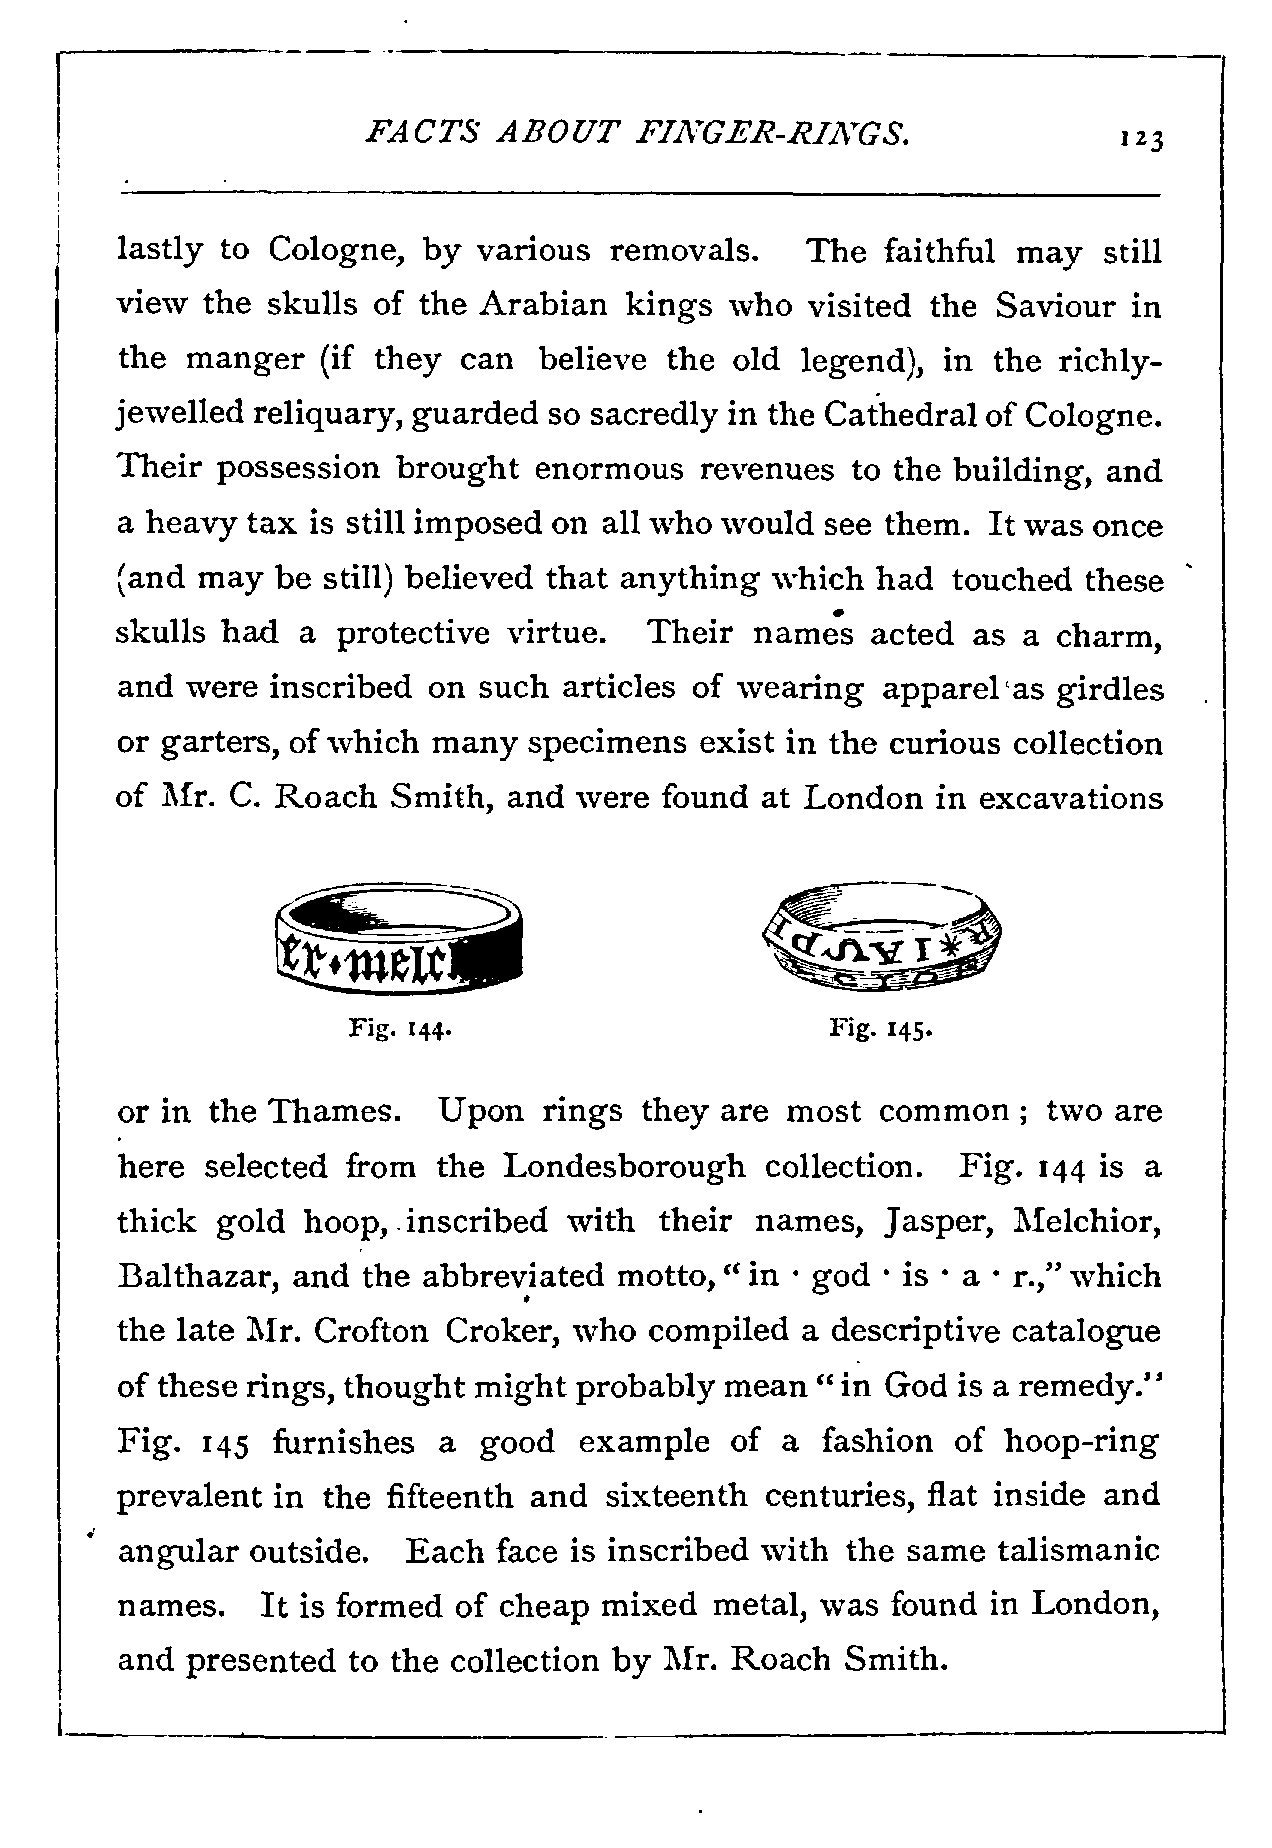 FACTS ABOUT FINGER-RINGS. 123
lastly to Cologne, by various removals. The faithful may still
view the skulls of the Arabian kings who visited the Saviour in
the manger (if they can believe the old legend), in the richly-
jewelled reliquary, guarded so sacredly in the Cathedral of Cologne.
Their possession brought enormous revenues to the building, and
a heavy tax is still imposed on all who would see them. It was once
(and may be still) believed that anything which had touched these
skulls had a protective virtue. Their names acted as a charm,
and were inscribed on such articles of wearing apparel as girdles
or garters, of which many specimens exist in the curious collection
of Mr. C. Roach Smith, and were found at London in excavations
er·melc
Fig. 144. Fig. 145.
or in the Thames. Upon rings they are most common; two are
here selected from the Londesborough collection. Fig. 144 is a
thick gold hoop, inscribed with their names, Jasper, Melchior,
Balthazar, and the abbreviated motto, “in · god · is · a · r.,” which
the late Mr. Crofton Croker, who compiled a descriptive catalogue
of these rings, thought might probably mean “in God is a remedy.”
Fig. 145 furnishes a good example of a fashion of hoop-ring
prevalent in the fifteenth and sixteenth centuries, flat inside and
angular outside. Each face is inscribed with the same talismanic
names. It is formed of cheap mixed metal, was found in London,
and presented to the collection by Mr. Roach Smith.